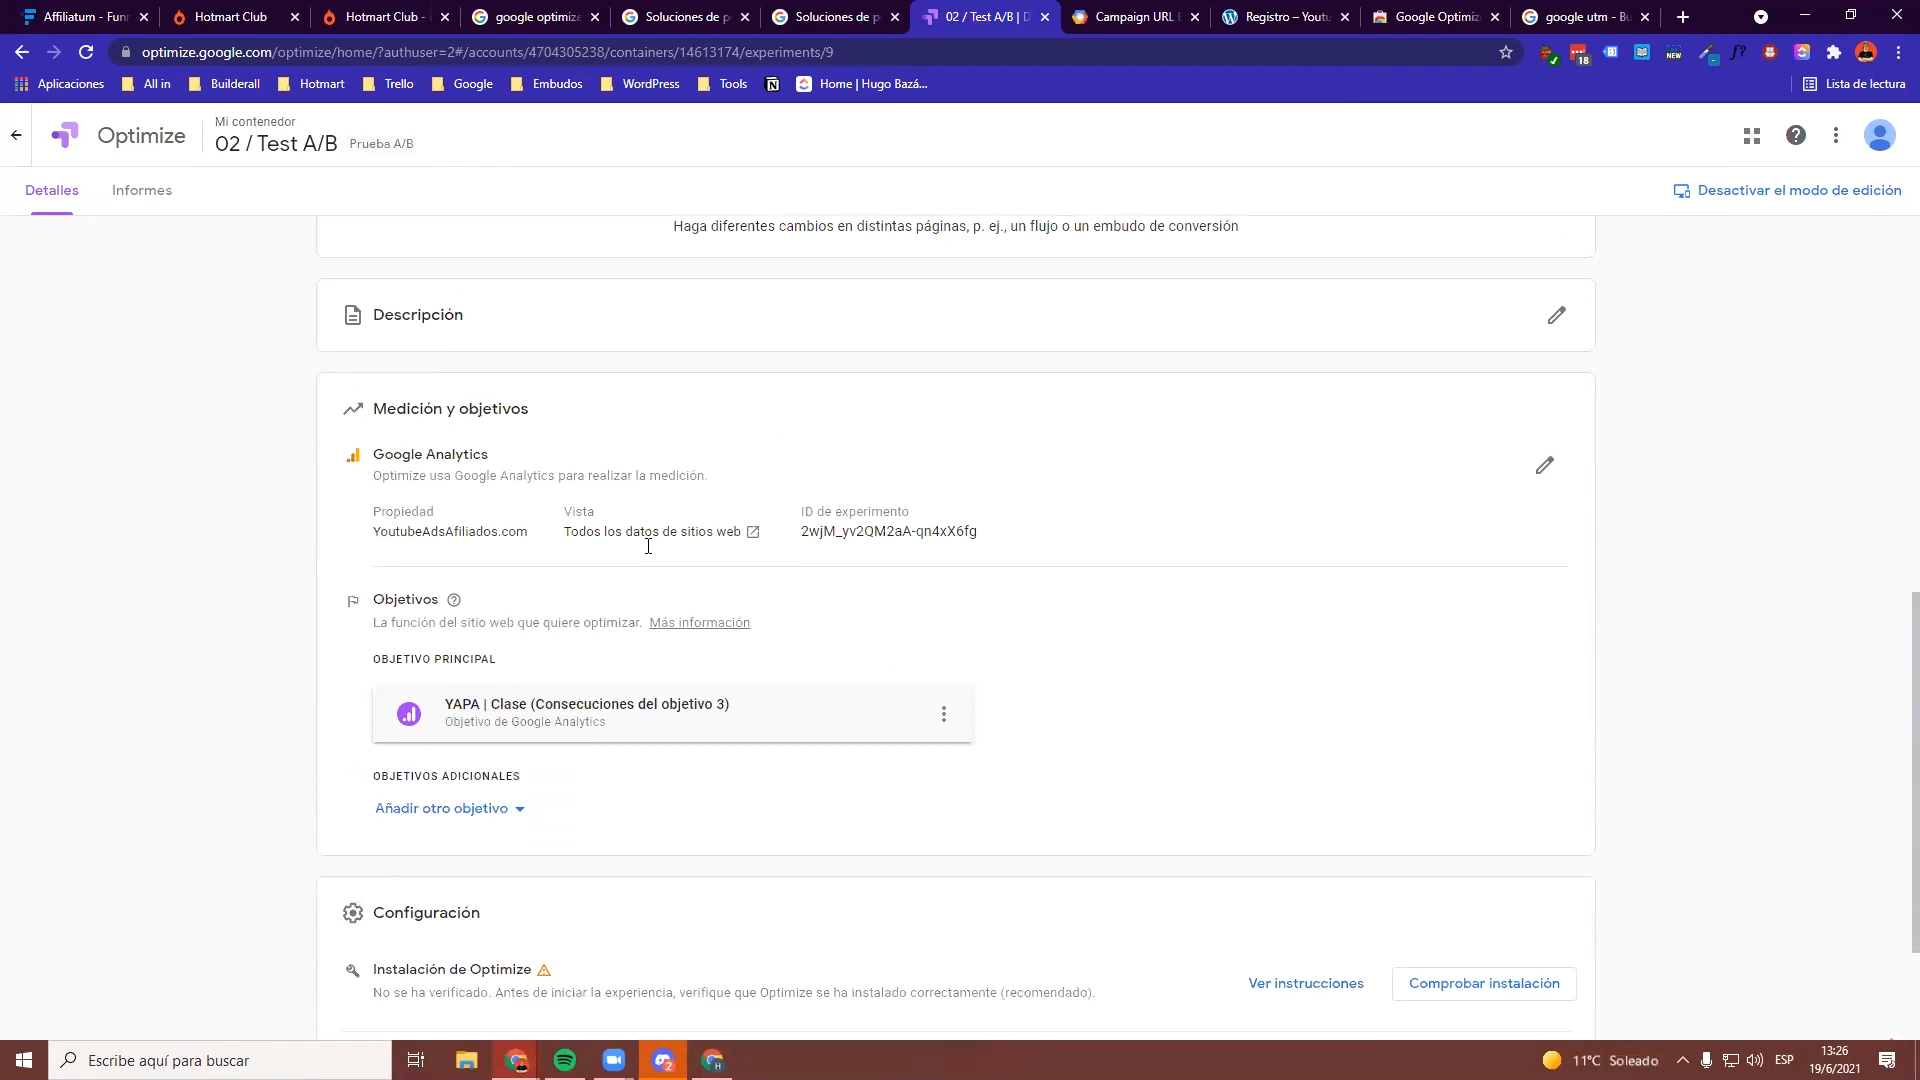 Affiliatum - Funn
Hotmart Club
Hotmart Club -
google optimize
Soluciones de p
Soluciones de p
02 / Test A/B | D
Campaign URL B
Registro – Youtu
Google Optimiz
google utm - Bu
optimize.google.com/optimize/home/?authuser=2#/accounts/4704305238/containers/14613174/experiments/9
18
NEW
f?
Aplicaciones
All in
Builderall
Hotmart
Trello
Google
Embudos
WordPress
Tools
Home | Hugo Bazá...
Lista de lectura
Optimize
Mi contenedor
02 / Test A/B Prueba A/B
Detalles
Informes
Desactivar el modo de edición
Haga diferentes cambios en distintas páginas, p. ej., un flujo o un embudo de conversión
Descripción
Medición y objetivos
Google Analytics
Optimize usa Google Analytics para realizar la medición.
Propiedad
YoutubeAdsAfiliados.com
Vista
Todos los datos de sitios web
ID de experimento
2wjM_yv2QM2aA-qn4xX6fg
Objetivos
La función del sitio web que quiere optimizar. Más información
OBJETIVO PRINCIPAL
YAPA | Clase (Consecuciones del objetivo 3)
Objetivo de Google Analytics
OBJETIVOS ADICIONALES
Añadir otro objetivo
Configuración
Instalación de Optimize
No se ha verificado. Antes de iniciar la experiencia, verifique que Optimize se ha instalado correctamente (recomendado).
Ver instrucciones
Comprobar instalación
Escribe aquí para buscar
2
H
11°C Soleado
ESP
13:26
19/6/2021